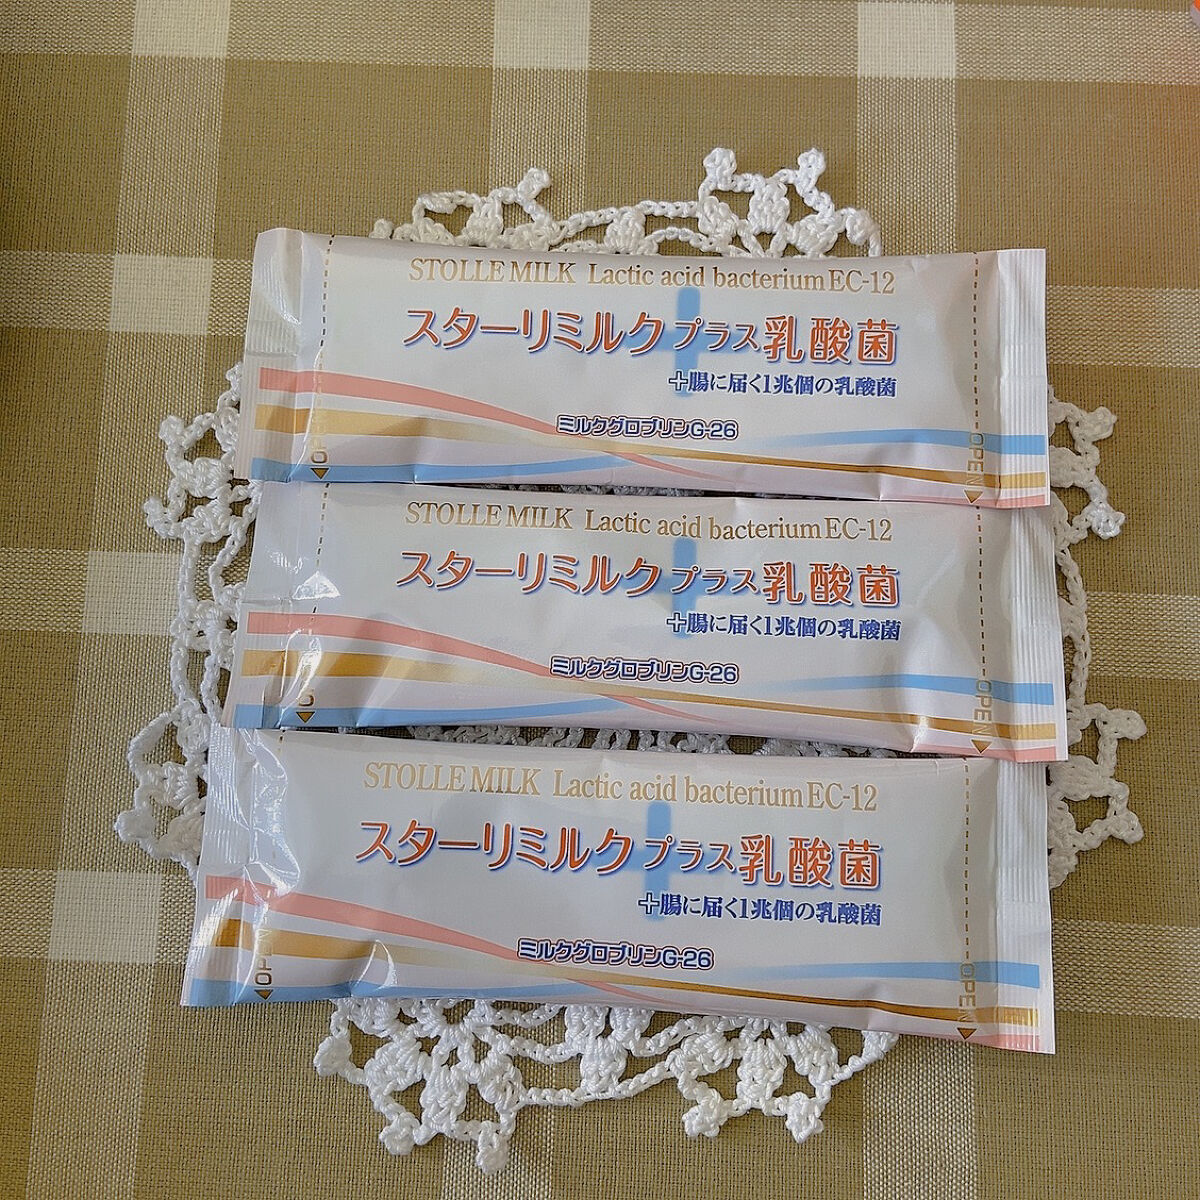 STOLLE MILK Lactic acid bacterium EC-12
スターリミルク プラス 乳酸菌
+腸に届く1兆個の乳酸菌
ミルクグロブリンG-26
OPEN
STOLLE MILK Lactic acid bacterium EC-12
スターリミルク プラス 乳酸菌
+腸に届く1兆個の乳酸菌
ミルクグロブリンG-26
OPEN
STOLLE MILK Lactic acid bacterium EC-12
スターリミルク プラス 乳酸菌
+腸に届く1兆個の乳酸菌
ミルクグロブリンG-26
OPEN
OPEN